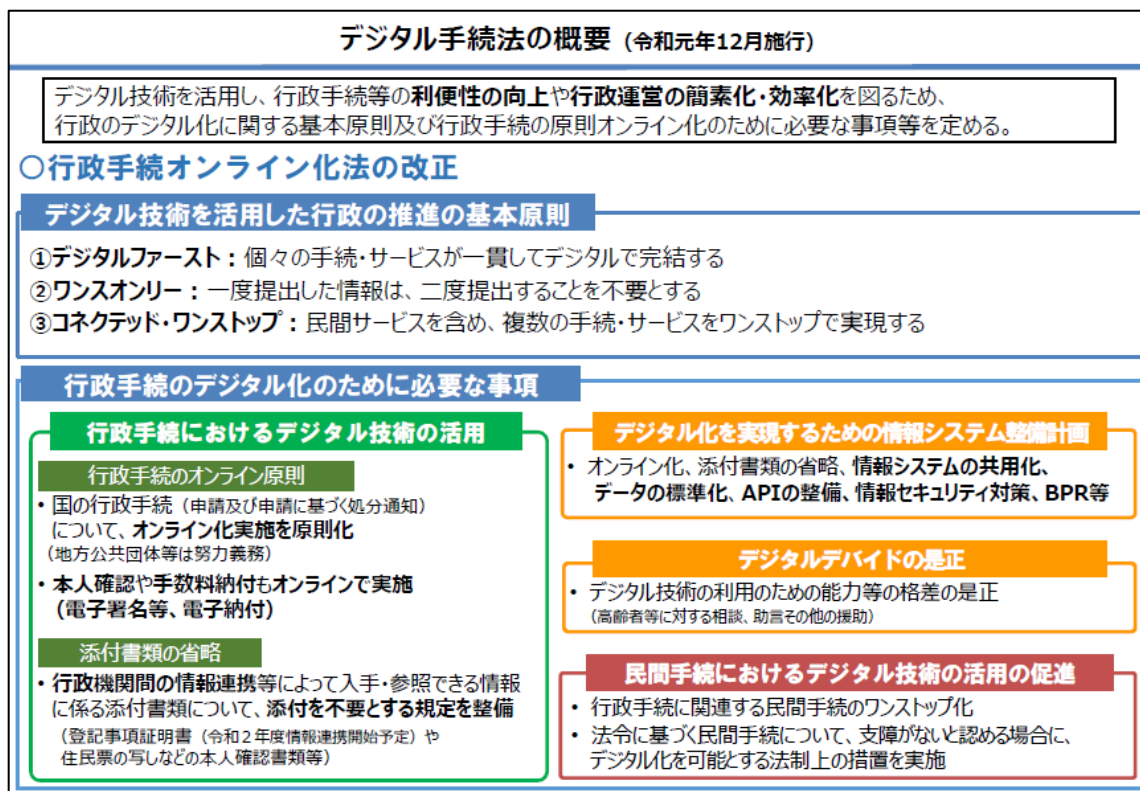 デジタル手続法の概要 (令和元年12月施行)
デジタル技術を活用し、行政手続等の利便性の向上や行政運営の簡素化・効率化を図るため、
行政のデジタル化に関する基本原則及び行政手続の原則オンライン化のために必要な事項等を定める。
〇行政手続オンライン化法の改正
デジタル技術を活用した行政の推進の基本原則
①デジタルファースト：個々の手続・サービスが一貫してデジタルで完結する
②ワンスオンリー：一度提出した情報は、二度提出することを不要とする
③コネクテッド・ワンストップ：民間サービスを含め、複数の手続・サービスをワンストップで実現する
行政手続のデジタル化のために必要な事項
行政手続におけるデジタル技術の活用
行政手続のオンライン原則
・国の行政手続（申請及び申請に基づく処分通知）
について、オンライン化実施を原則化
（地方公共団体等は努力義務）
・本人確認や手数料納付もオンラインで実施
（電子署名等、電子納付）
添付書類の省略
・行政機関間の情報連携等によって入手・参照できる情報
に係る添付書類について、添付を不要とする規定を整備
（登記事項証明書（令和２年度情報連携開始予定）や
住民票の写しなどの本人確認書類等）
デジタル化を実現するための情報システム整備計画
・オンライン化、添付書類の省略、情報システムの共用化、
データの標準化、APIの整備、情報セキュリティ対策、BPR等
デジタルデバイドの是正
・デジタル技術の利用のための能力等の格差の是正
（高齢者等に対する相談、助言その他の援助）
民間手続におけるデジタル技術の活用の促進
・行政手続に関連する民間手続のワンストップ化
・法令に基づく民間手続について、支障がないと認める場合に、
デジタル化を可能とする法制上の措置を実施